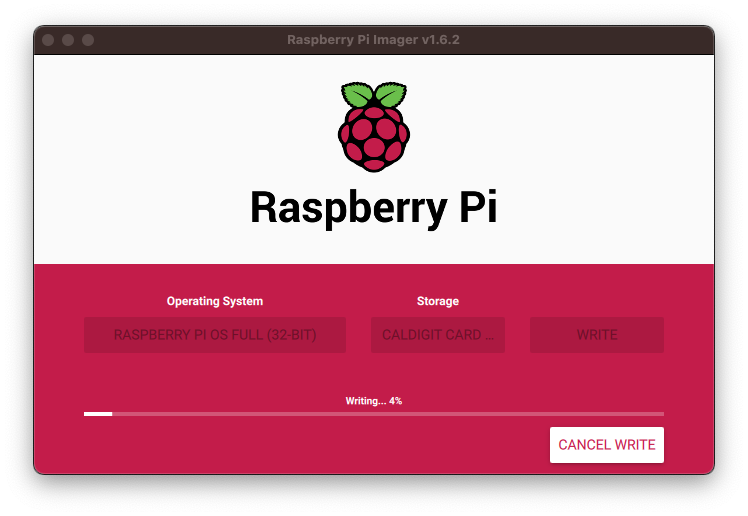 Raspberry Pi Imager v1.6.2
Raspberry Pi
Operating System
Storage
RASPBERRY PI OS FULL (32-BIT)
CALDIGIT CARD ...
WRITE
Writing... 4%
CANCEL WRITE